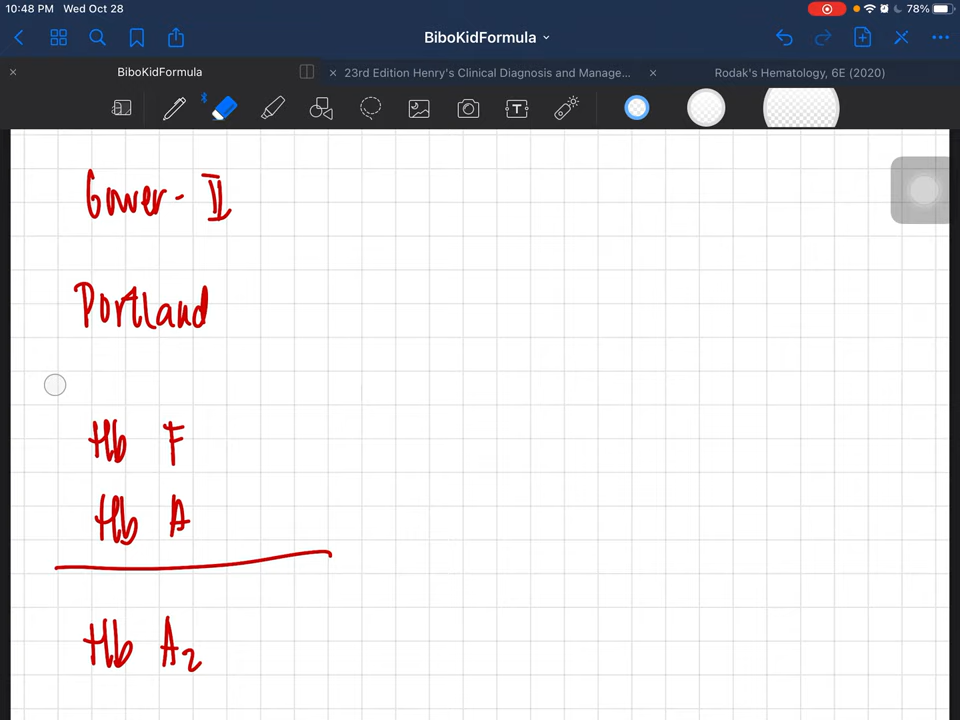 10:48 PM Wed Oct 28 78%
BiboKidFormula
BiboKidFormula 23rd Edition Henry's Clinical Diagnosis and Manage... Rodak's Hematology, 6E (2020)
Gower - II
Portland
Hb F
Hb A
Hb A2